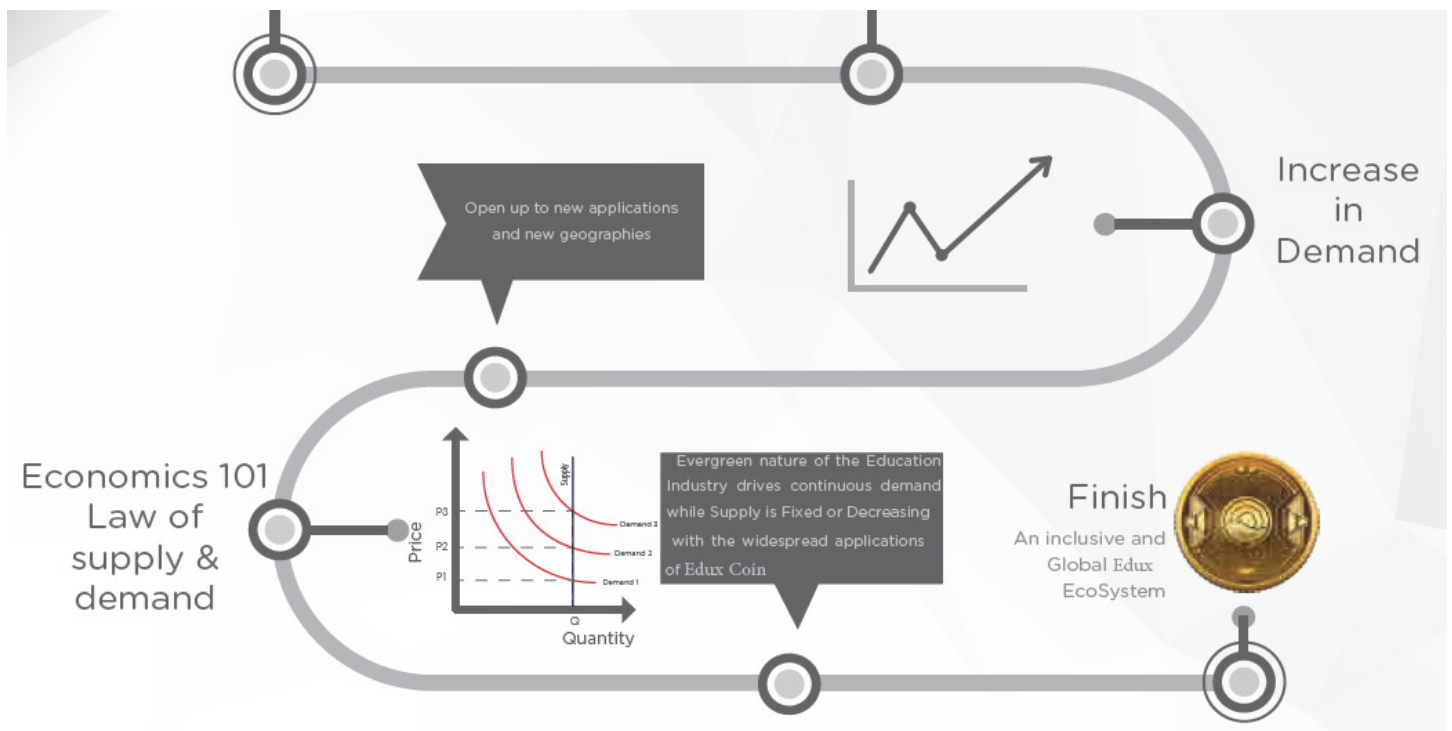 Open up to new applications
and new geographies
Increase
in
Demand
Economics 101
Law of
supply &
demand
Price
P3
P2
P1
Supply
Demand 3
Demand 2
Demand 1
Q
Quantity
Evergreen nature of the Education
Industry drives continuous demand
while Supply is Fixed or Decreasing
with the widespread applications
of Edux Coin
Finish
An inclusive and
Global Edux
EcoSystem